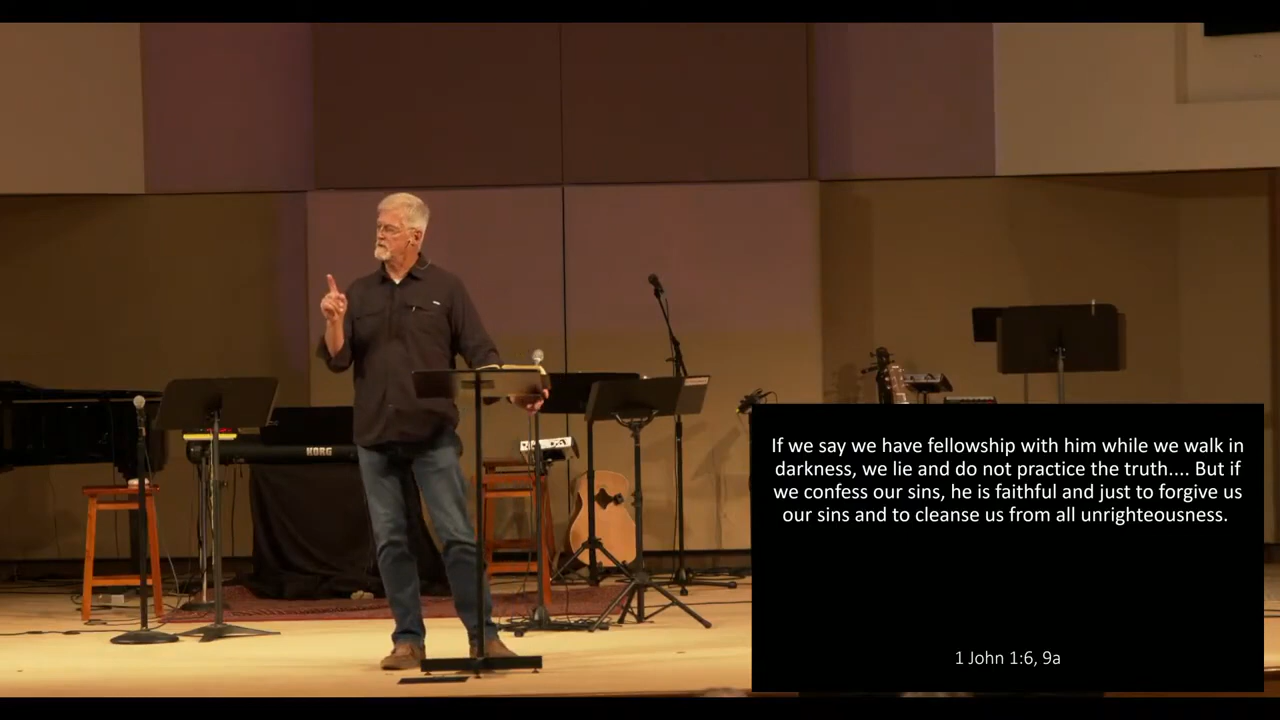 KORG
If we say we have fellowship with him while we walk in
darkness, we lie and do not practice the truth.... But if
we confess our sins, he is faithful and just to forgive us
our sins and to cleanse us from all unrighteousness.
1 John 1:6, 9a